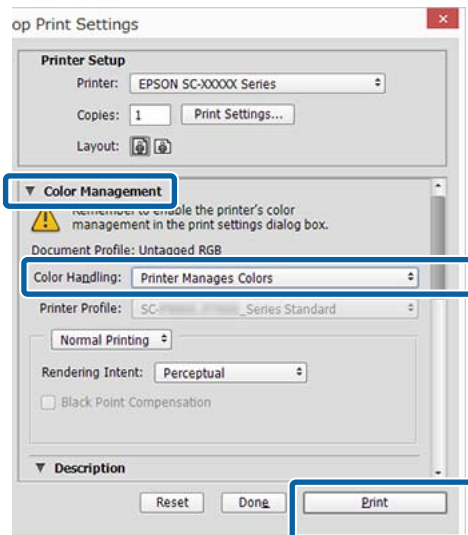 op Print Settings
Printer Setup
Printer: EPSON SC-XXXXX Series
Copies: 1 Print Settings...
Layout:
Color Management
Remember to enable the printer's color
management in the print settings dialog box.
Document Profile: Untagged RGB
Color Handling: Printer Manages Colors
Printer Profile: SC- _Series Standard
Normal Printing
Rendering Intent: Perceptual
Black Point Compensation
Description
Reset Done Print